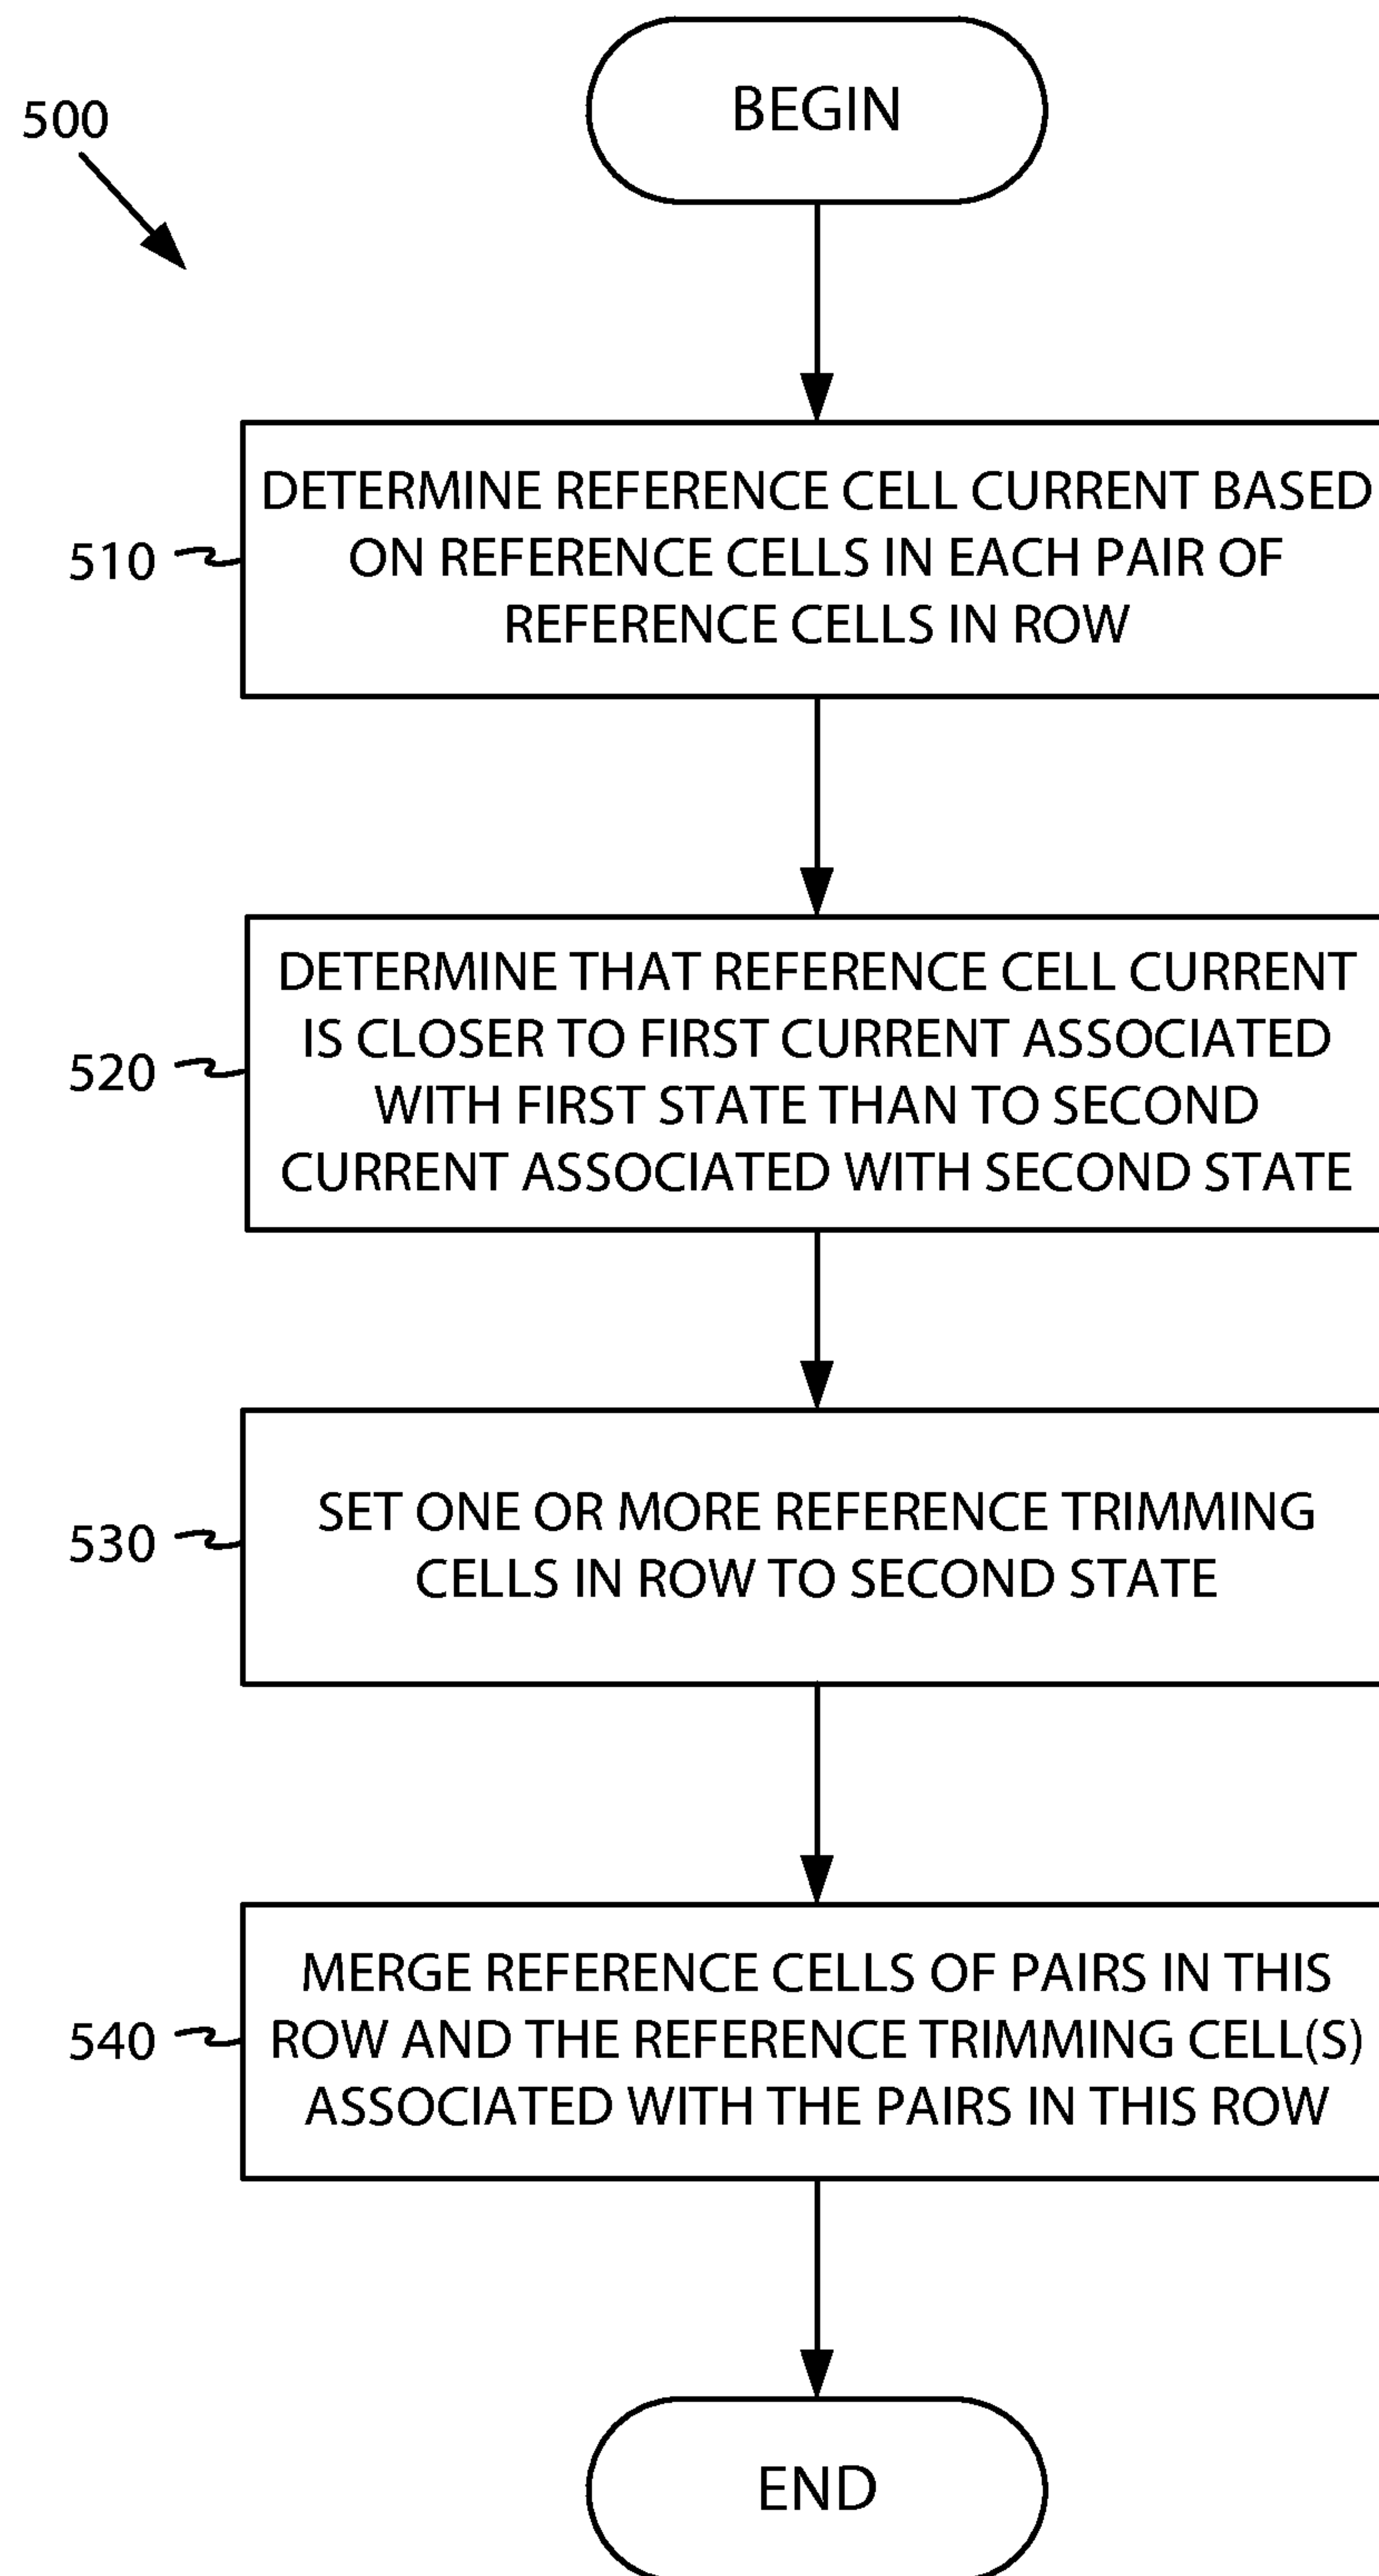 BEGIN
500
DETERMINE REFERENCE CELL CURRENT BASED
ON REFERENCE CELLS IN EACH PAIR OF
REFERENCE CELLS IN ROW
510
DETERMINE THAT REFERENCE CELL CURRENT
IS CLOSER TO FIRST CURRENT ASSOCIATED
WITH FIRST STATE THAN TO SECOND
CURRENT ASSOCIATED WITH SECOND STATE
520
SET ONE OR MORE REFERENCE TRIMMING
CELLS IN ROW TO SECOND STATE
530
MERGE REFERENCE CELLS OF PAIRS IN THIS
ROW AND THE REFERENCE TRIMMING CELL(S)
ASSOCIATED WITH THE PAIRS IN THIS ROW
540
END